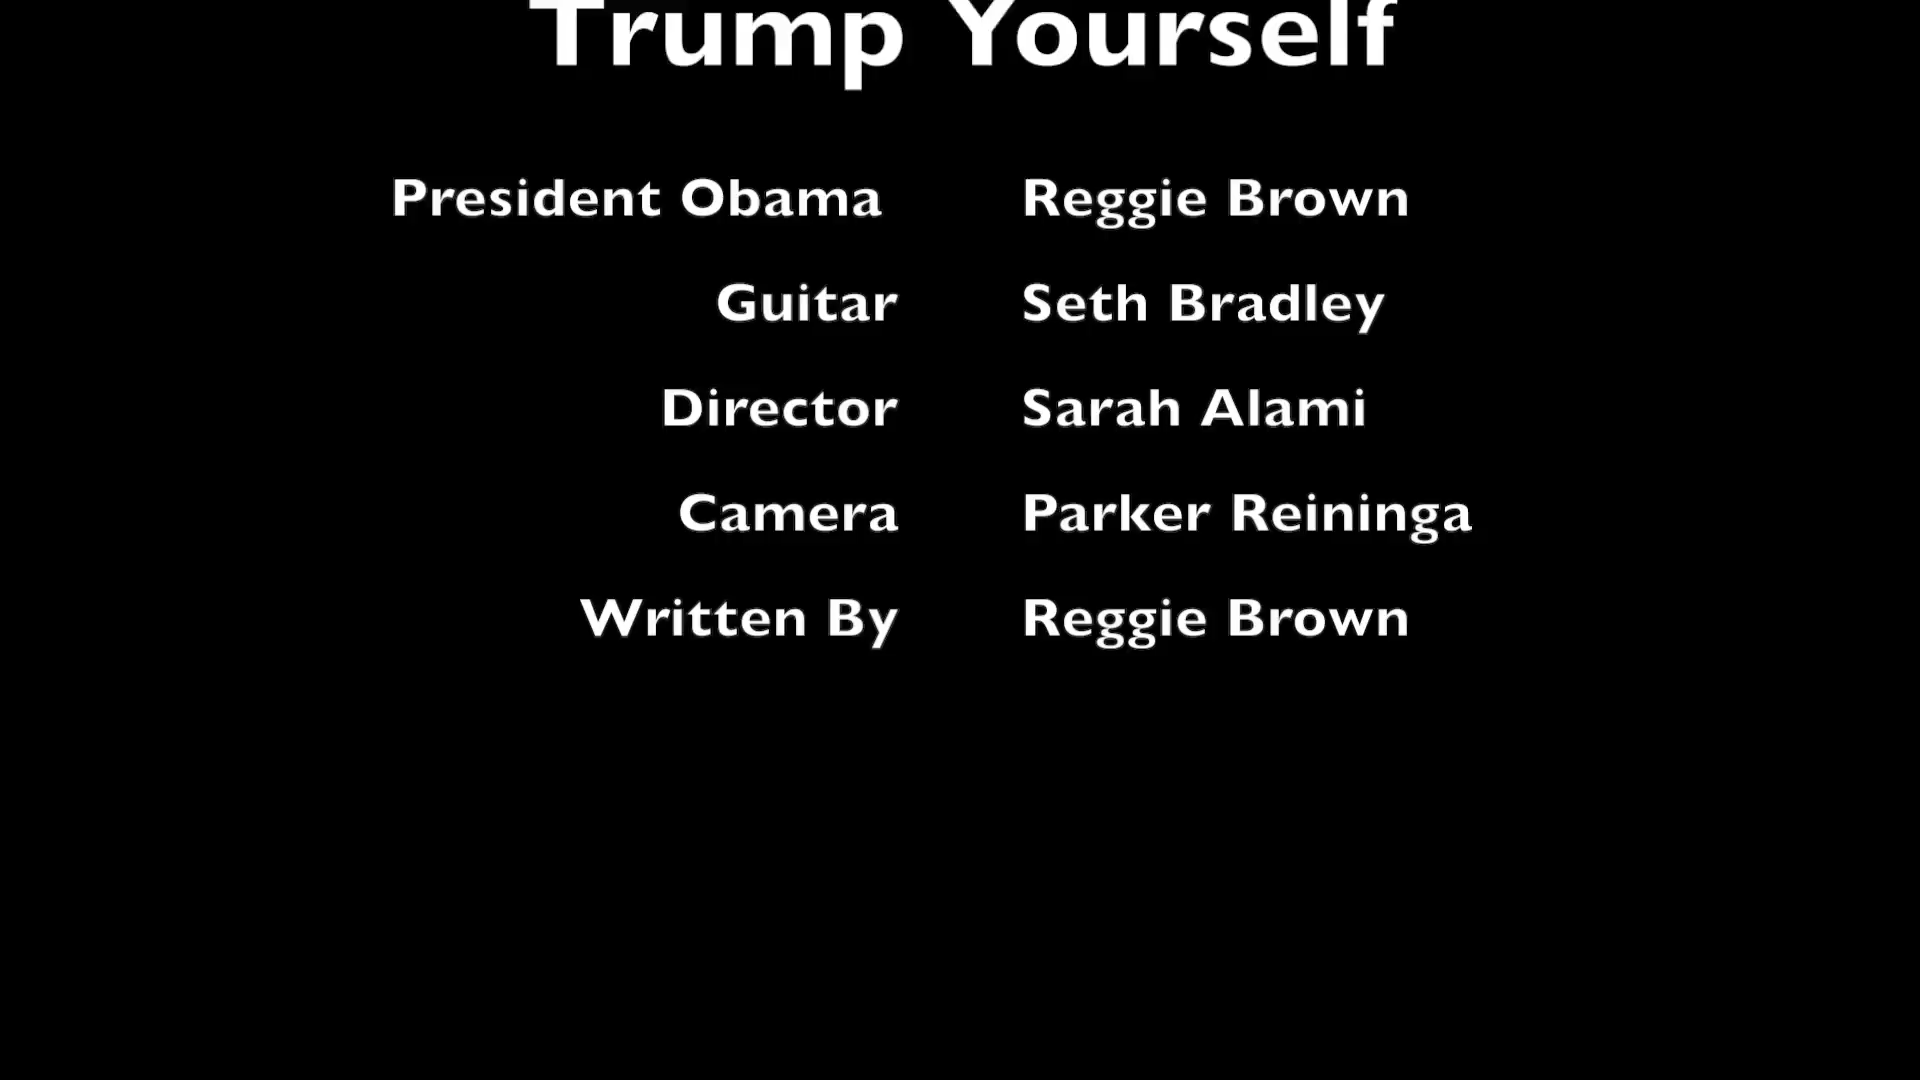 Trump Yourself
President Obama Reggie Brown
Guitar Seth Bradley
Director Sarah Alami
Camera Parker Reininga
Written By Reggie Brown